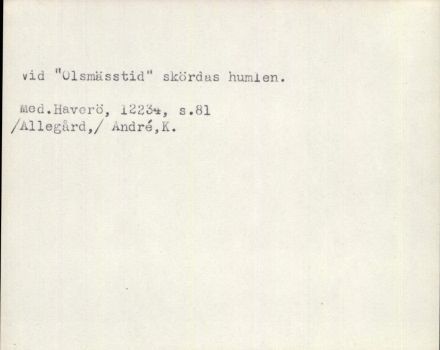 vid "Olsmässtid" skördas humlen.
Med.Haverö, 12234, s.81
/Allegård,/ André,K.